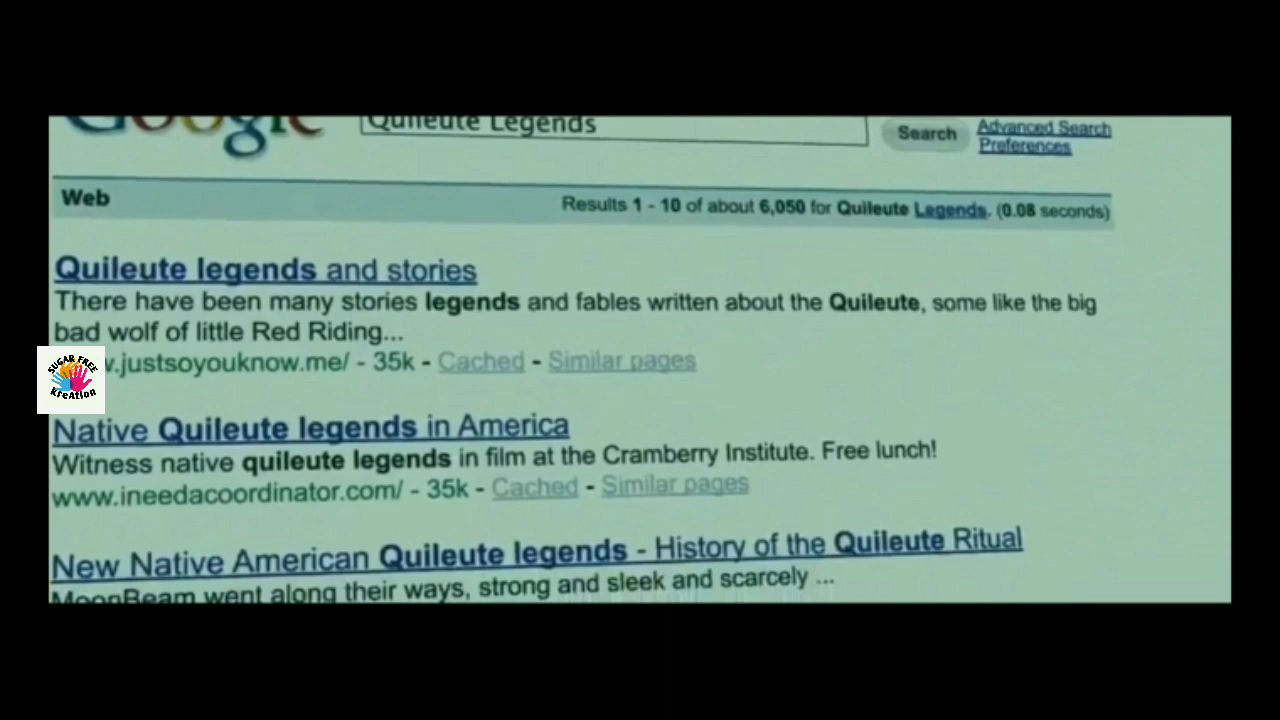 Google
Quileute Legends
Search
Advanced Search
Preferences
Web
Results 1 - 10 of about 6,050 for Quileute Legends. (0.08 seconds)
Quileute legends and stories
There have been many stories legends and fables written about the Quileute, some like the big
bad wolf of little Red Riding...
.justsoyouknow.me/ - 35k - Cached - Similar pages
SUGAR FREE
KreAtion
Native Quileute legends in America
Witness native quileute legends in film at the Cramberry Institute. Free lunch!
www.ineedacoordinator.com/ - 35k - Cached - Similar pages
New Native American Quileute legends - History of the Quileute Ritual
MoonBeam went along their ways, strong and sleek and scarcely ...